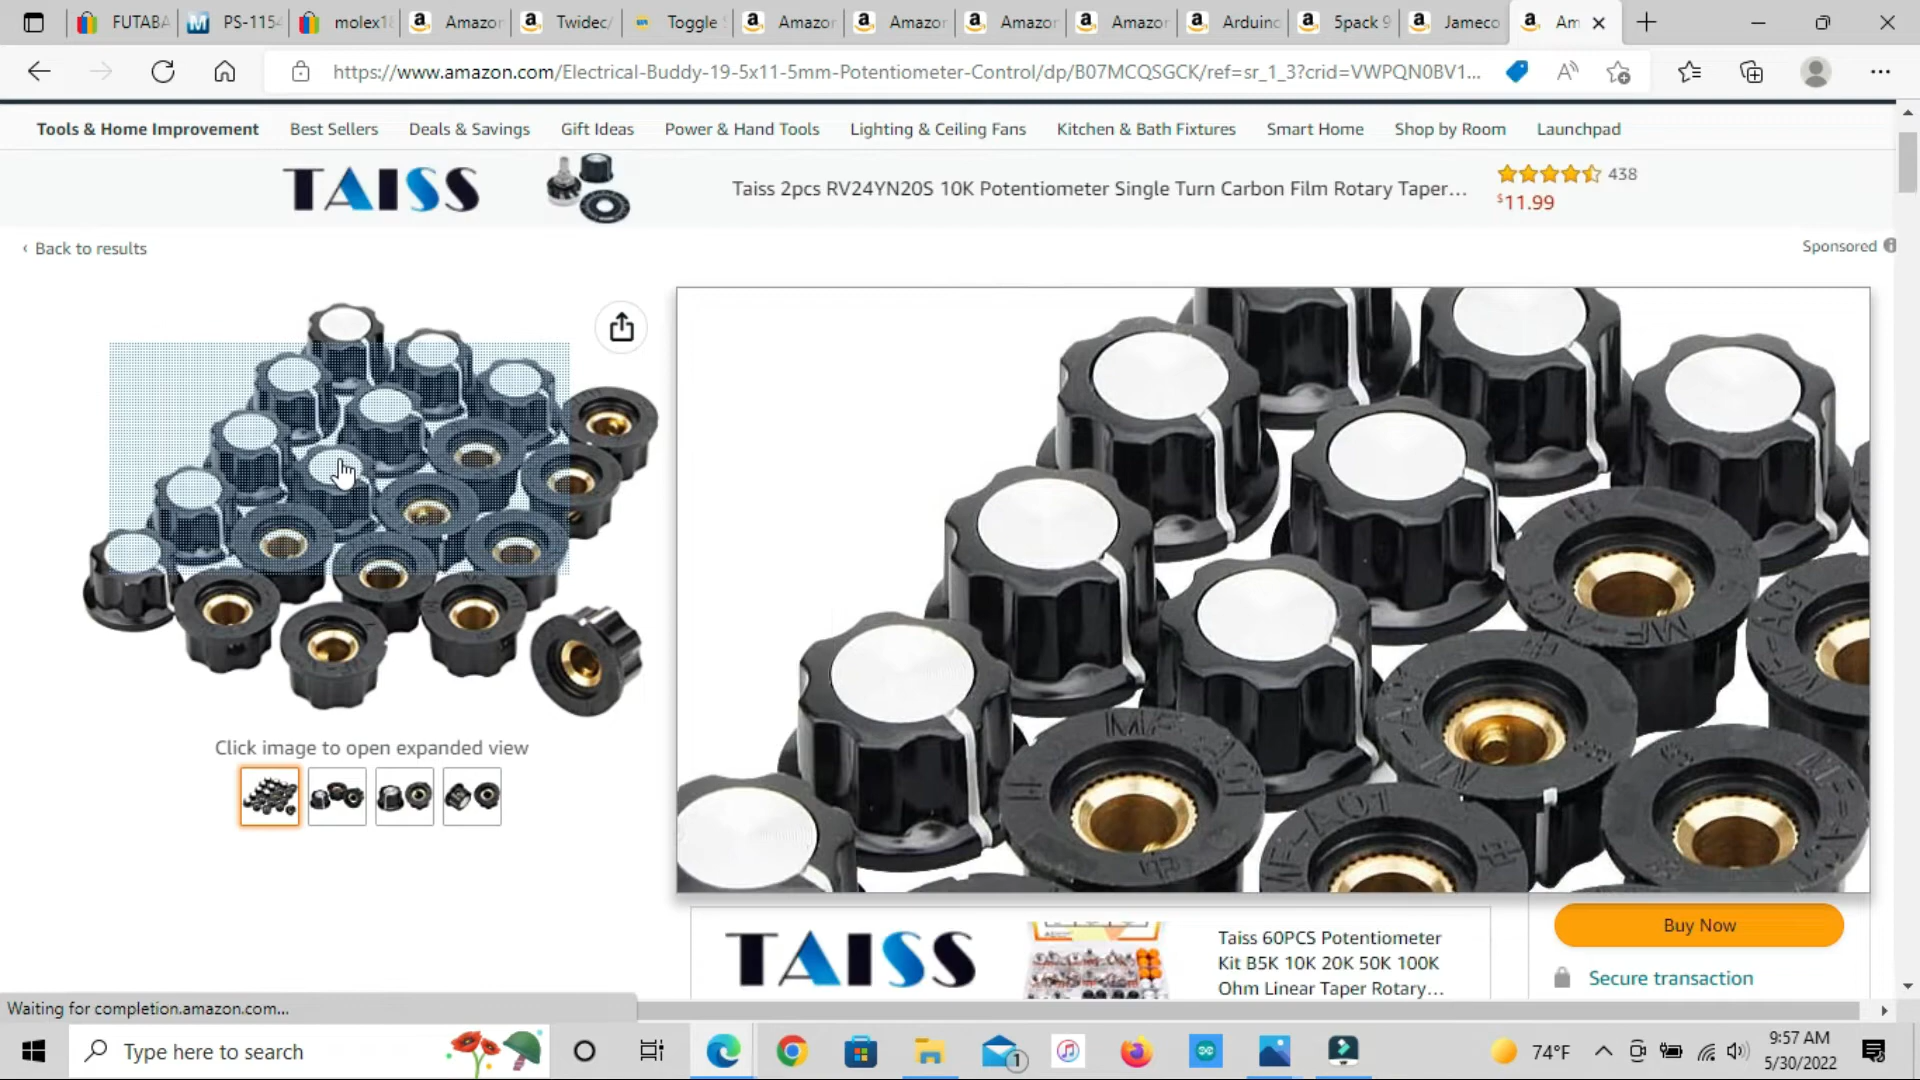 FUTABA
PS-1154
molex18
Amazon
Twidec/
Toggle
Amazon
Amazon
Amazon
Amazon
Arduino
5pack 9
Jameco
Am
https://www.amazon.com/Electrical-Buddy-19-5x11-5mm-Potentiometer-Control/dp/B07MCQSGCK/ref=sr_1_3?crid=VWPQN0BV1...
Tools & Home Improvement Best Sellers Deals & Savings Gift Ideas Power & Hand Tools Lighting & Ceiling Fans Kitchen & Bath Fixtures Smart Home Shop by Room Launchpad
TAISS
Taiss 2pcs RV24YN20S 10K Potentiometer Single Turn Carbon Film Rotary Taper...
438
$11.99
‹ Back to results
Sponsored
Click image to open expanded view
TAISS
Taiss 60PCS Potentiometer
Kit B5K 10K 20K 50K 100K
Ohm Linear Taper Rotary...
Buy Now
Secure transaction
Waiting for completion.amazon.com...
Type here to search
1
74°F
9:57 AM
5/30/2022